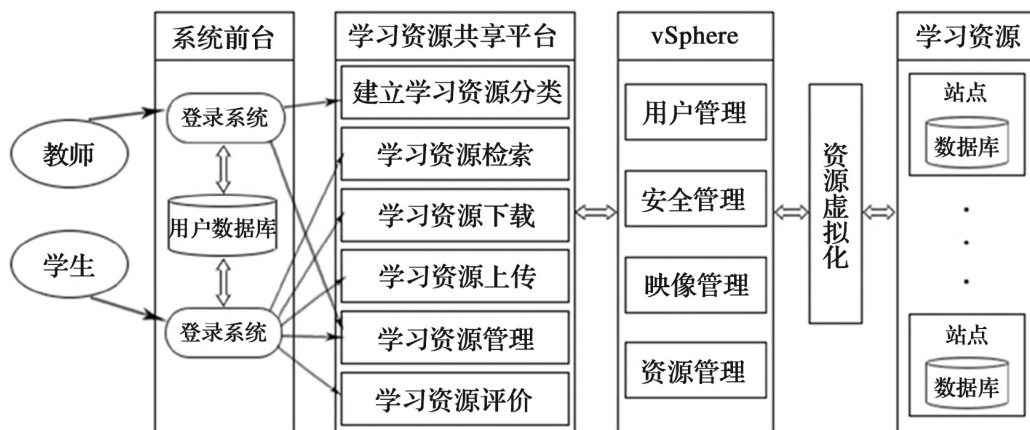 系统前台
学习资源共享平台
vSphere
学习资源
教师
学生
登录系统
用户数据库
登录系统
建立学习资源分类
学习资源检索
学习资源下载
学习资源上传
学习资源管理
学习资源评价
用户管理
安全管理
映像管理
资源管理
资源虚拟化
站点
数据库
站点
数据库